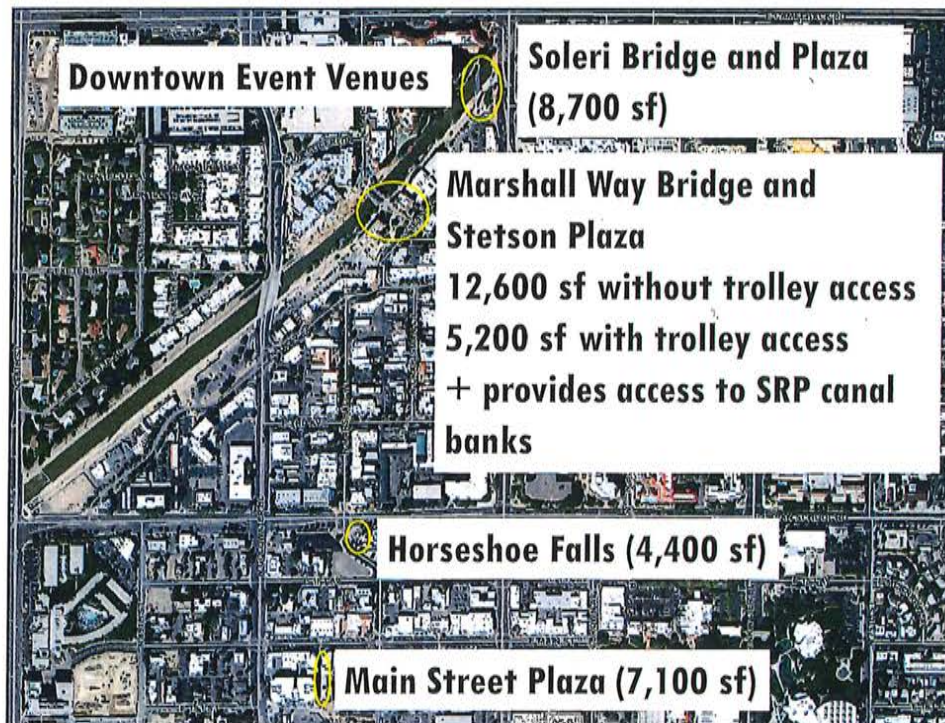 Downtown Event Venues
Soleri Bridge and Plaza
(8,700 sf)
Marshall Way Bridge and
Stetson Plaza
12,600 sf without trolley access
5,200 sf with trolley access
+ provides access to SRP canal
banks
Horseshoe Falls (4,400 sf)
Main Street Plaza (7,100 sf)